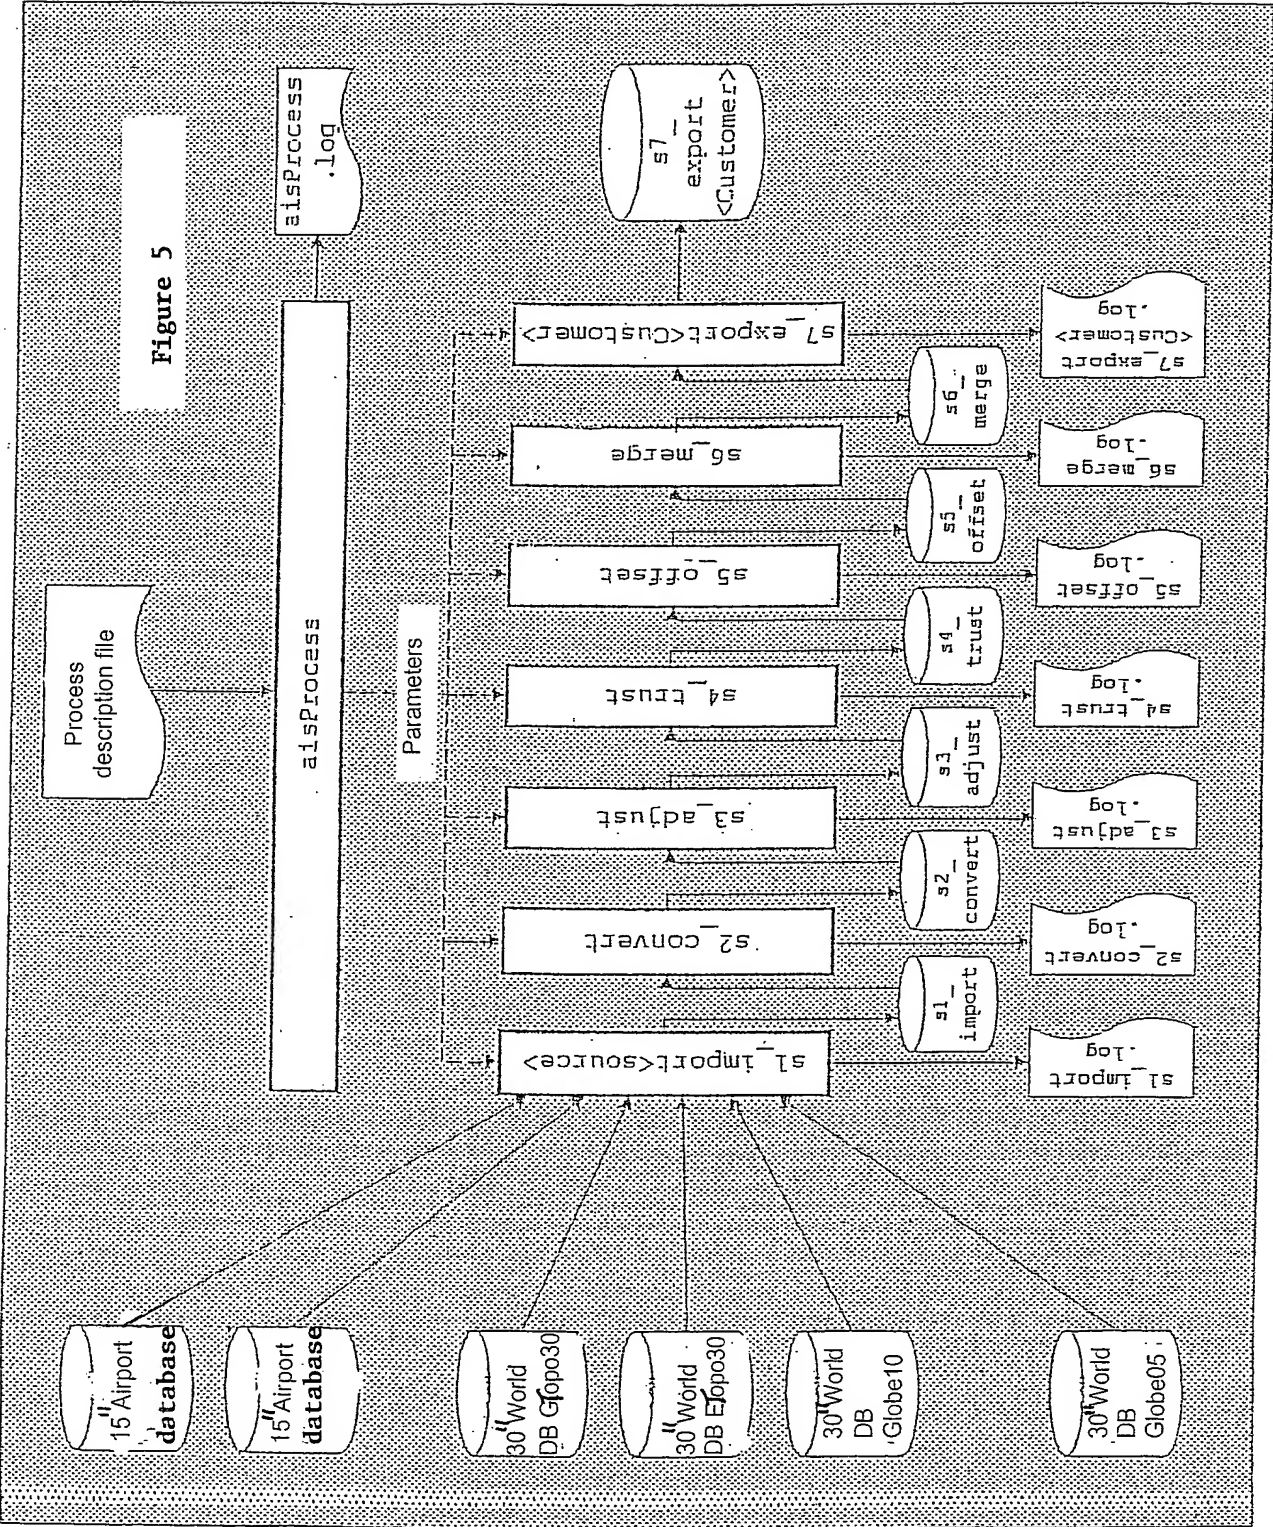 Figure 5
Process
description file
aisProcess
aisProcess
.log
Parameters
15" Airport
database
15" Airport
database
30" World
DB Gtopo30
30" World
DB Etopo30
30" World
DB
Globe10
30" World
DB
Globe05
s1_import<source>
s2_convert
s3_adjust
s4_trust
s5_offset
s6_merge
s7_export<Customer>
s7_
export
<Customer>
s1_
import
s2_
convert
s3_
adjust
s4_
trust
s5_
offset
s6_
merge
s1_import
.log
s2_convert
.log
s3_adjust
.log
s4_trust
.log
s5_offset
.log
s6_merge
.log
s7_export
<Customer>
.log